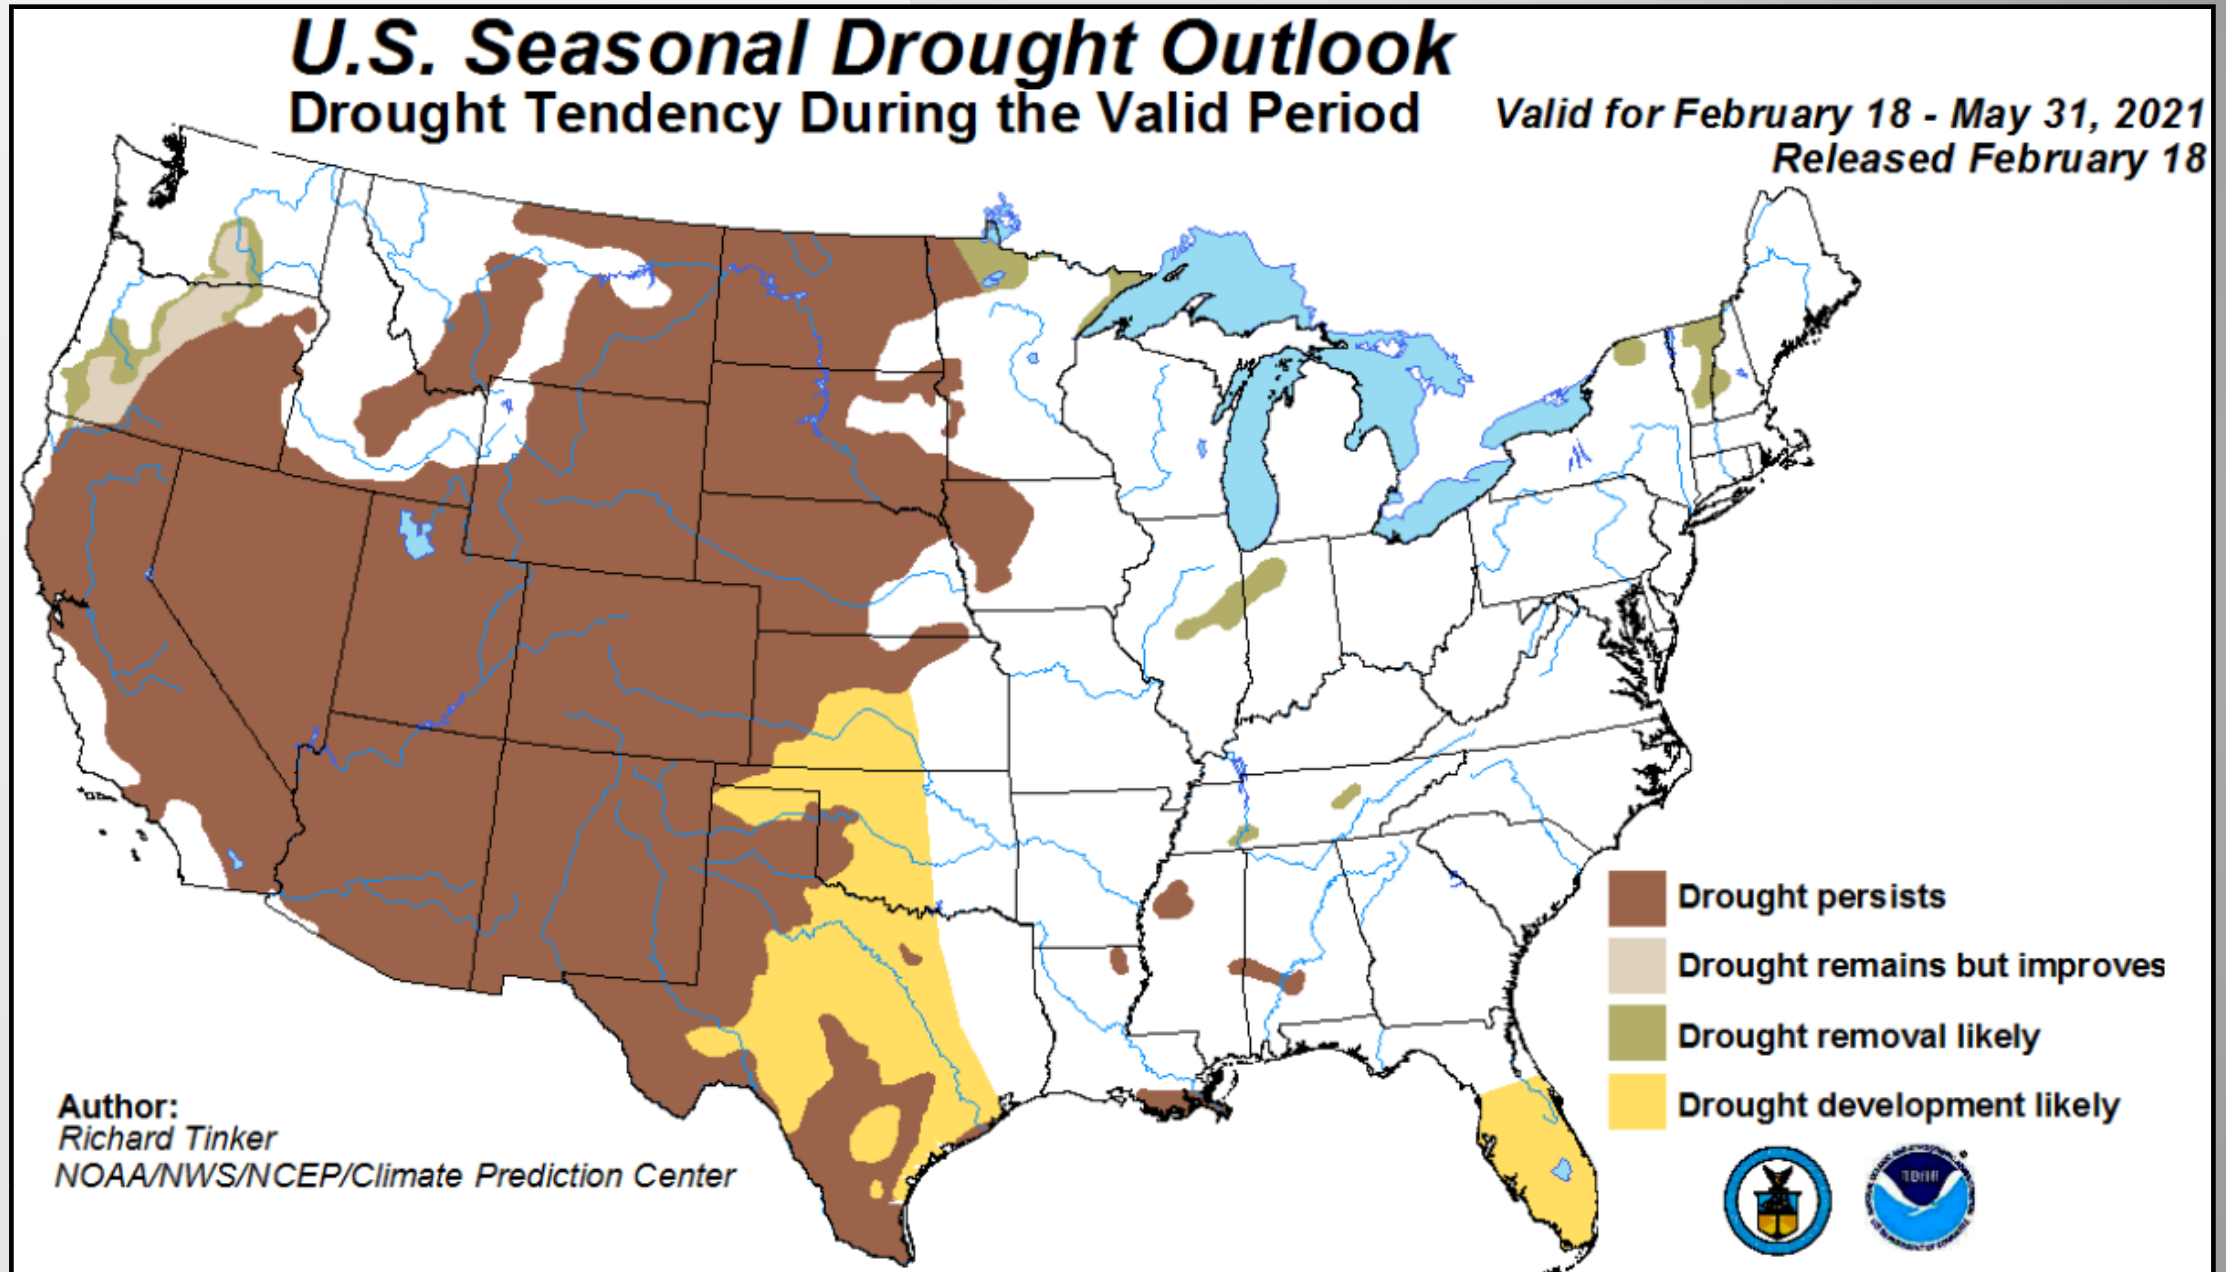 U.S. Seasonal Drought Outlook
Drought Tendency During the Valid Period
Valid for February 18 - May 31, 2021
Released February 18
Drought persists
Drought remains but improves
Drought removal likely
Drought development likely
Author:
Richard Tinker
NOAA/NWS/NCEP/Climate Prediction Center
NOAA